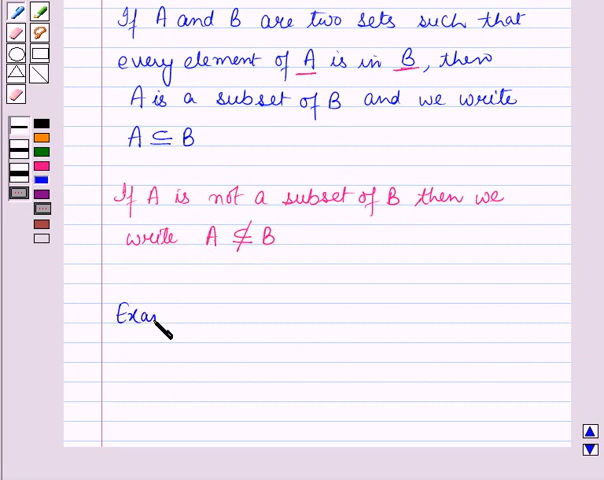 If A and B are two sets such that
every element of A is in B, then
A is a subset of B and we write
A ⊆ B
If A is not a subset of B then we
write A ⊄ B
Exam